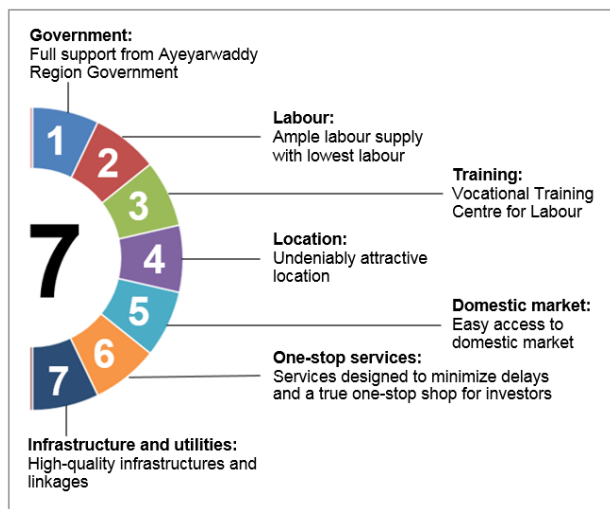 Government:
Full support from Ayeyarwaddy
Region Government
1
Labour:
Ample labour supply
with lowest labour
2
Training:
Vocational Training
Centre for Labour
3
7
Location:
Undeniably attractive
location
4
Domestic market:
Easy access to
domestic market
5
One-stop services:
Services designed to minimize delays
and a true one-stop shop for investors
6
7
Infrastructure and utilities:
High-quality infrastructures and
linkages